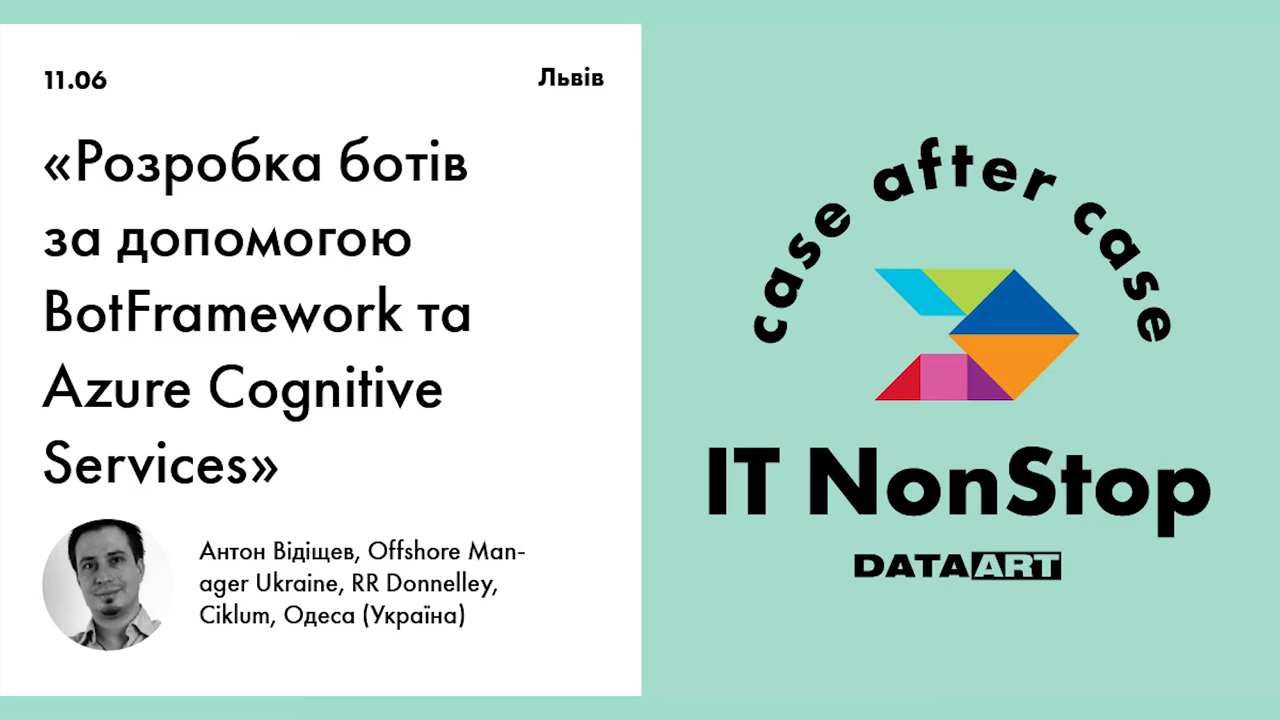 11.06
Львів
«Розробка ботів
за допомогою
BotFramework та
Azure Cognitive
Services»
Антон Відіщев, Offshore Man-
ager Ukraine, RR Donnelley,
Ciklum, Одеса (Україна)
case after case
IT NonStop
DATAART